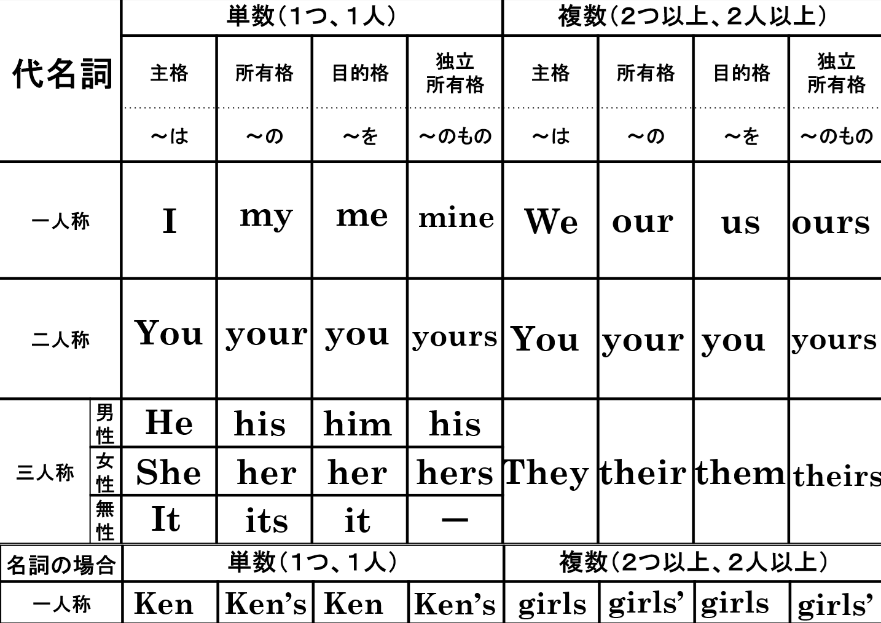 代名詞 単数(1つ、1人) 複数(2つ以上、2人以上)
主格 所有格 目的格 独立所有格 主格 所有格 目的格 独立所有格
～は ～の ～を ～のもの ～は ～の ～を ～のもの
一人称 I my me mine We our us ours
二人称 You your you yours You your you yours
三人称 男性 He his him his They their them theirs
女性 She her her hers
無性 It its it ー
名詞の場合 単数(1つ、1人) 複数(2つ以上、2人以上)
一人称 Ken Ken's Ken Ken's girls girls' girls girls'